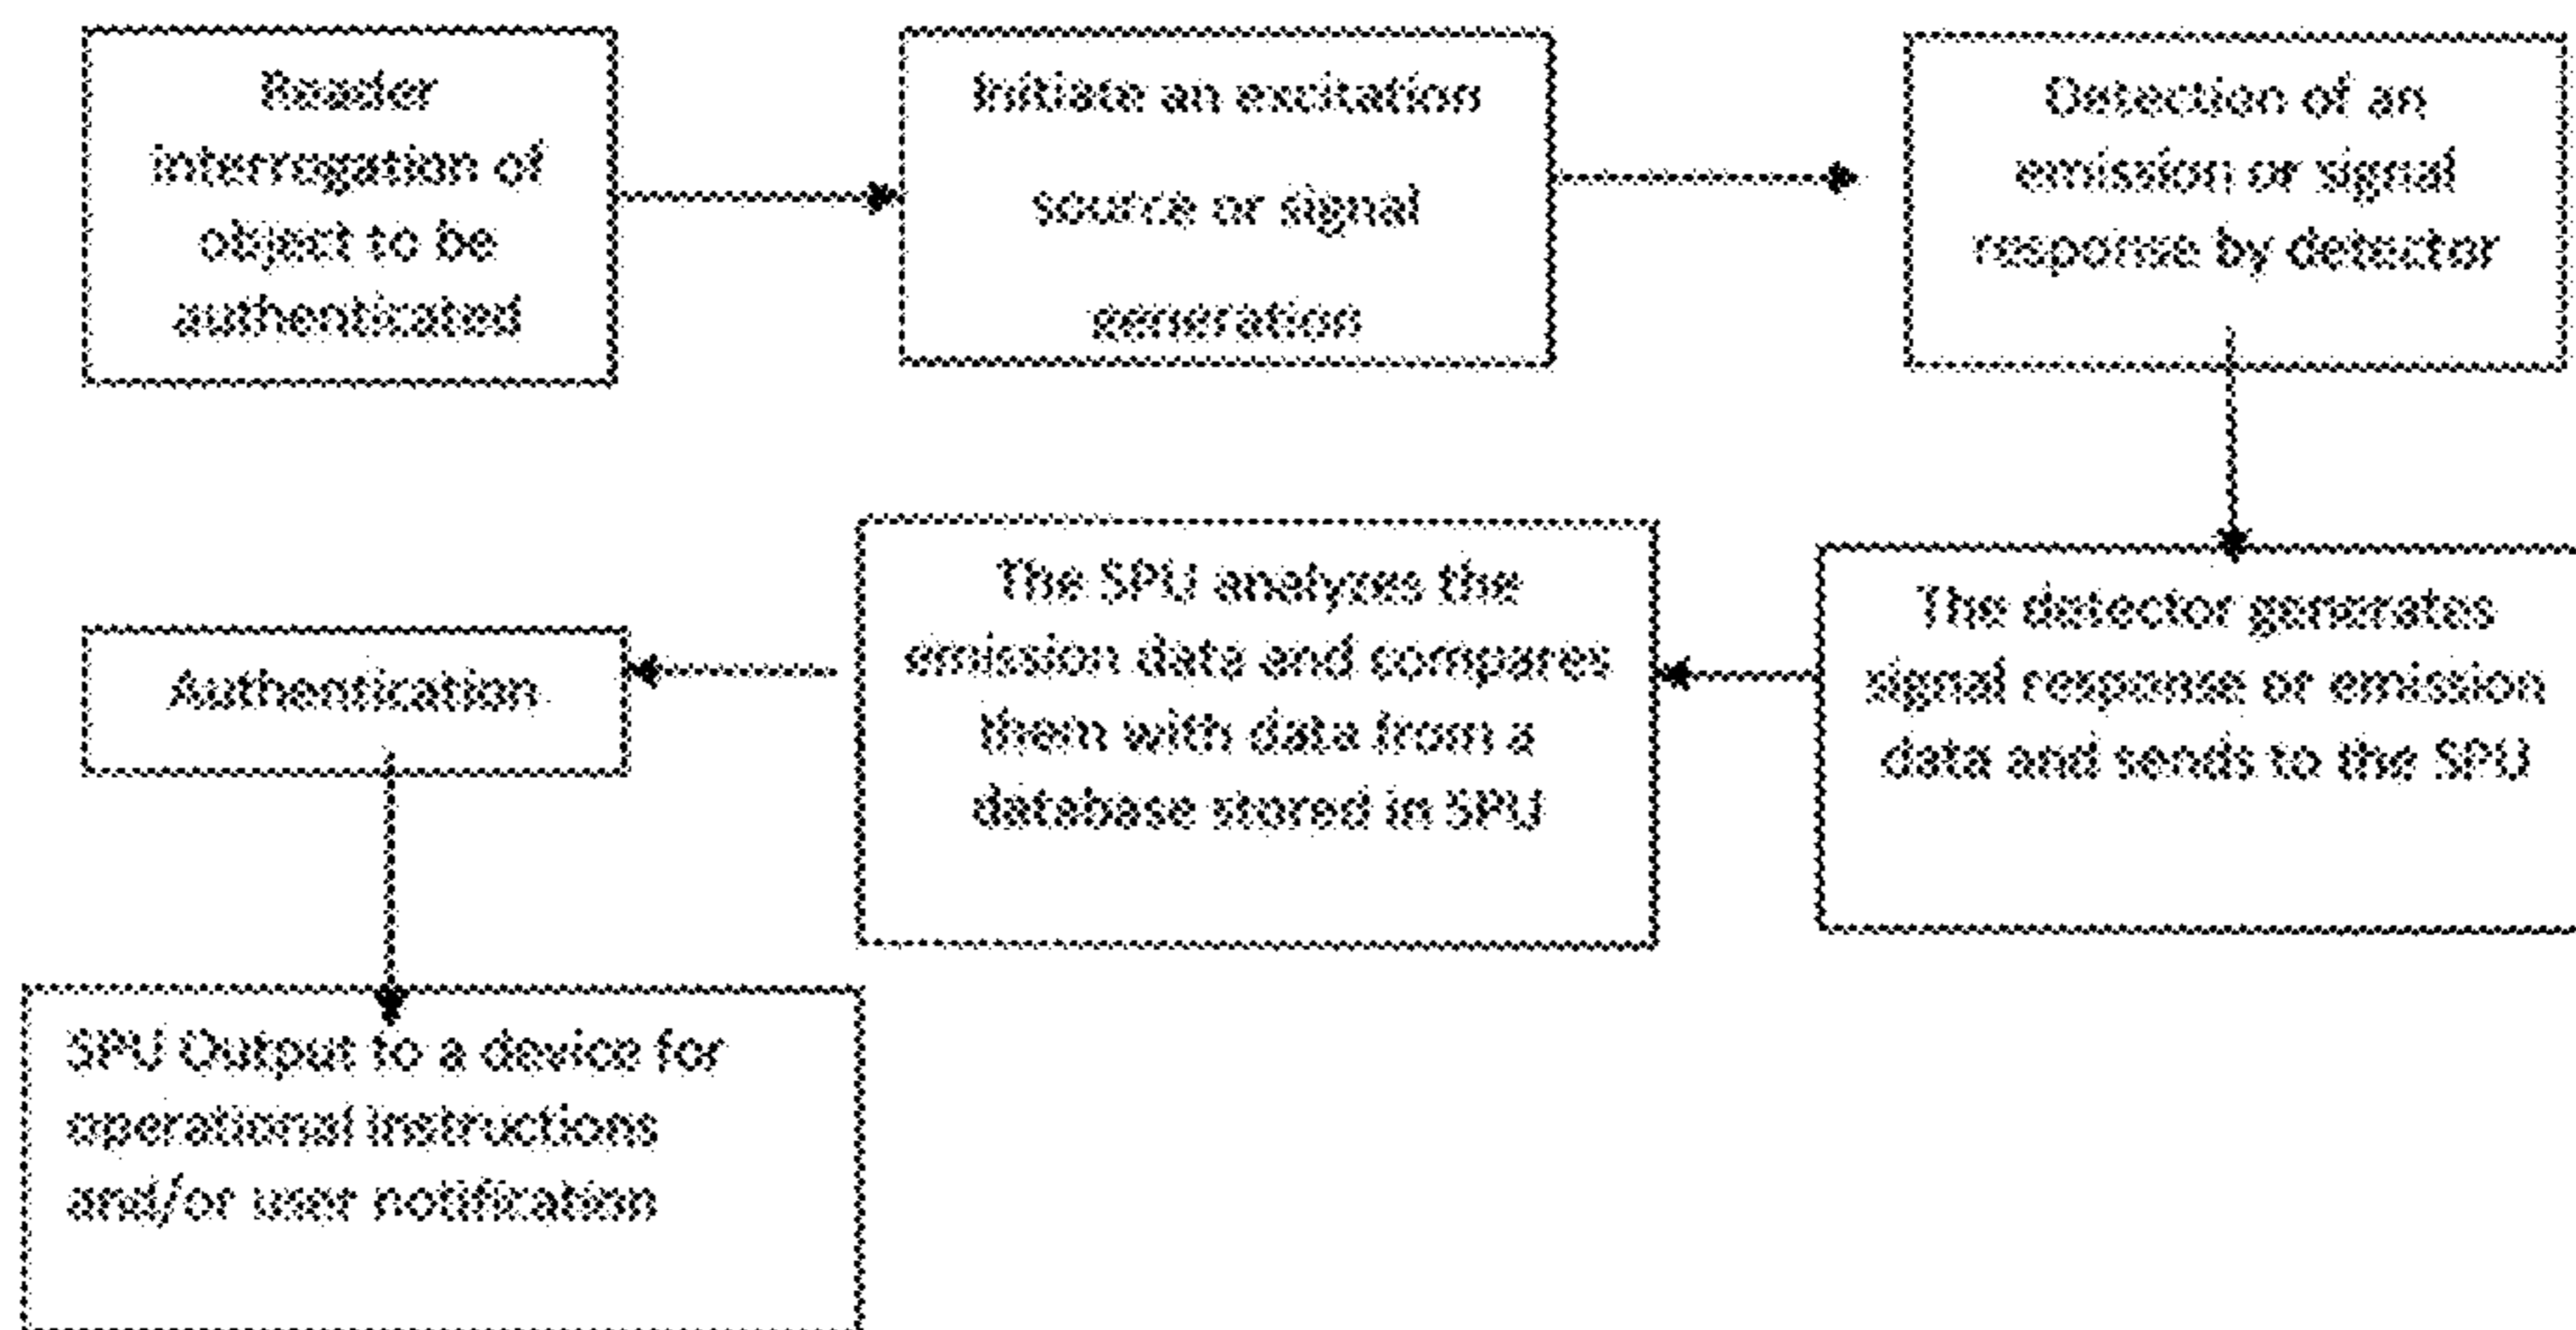 Reader
interrogation of
object to be
authenticated
Initiate an excitation
source or signal
generation
Detection of an
emission or signal
response by detector
The detector generates
signal response or emission
data and sends to the SPU
The SPU analyzes the
emission data and compares
them with data from a
database stored in SPU
Authentication
SPU Output to a device for
operational instructions
and/or user notification